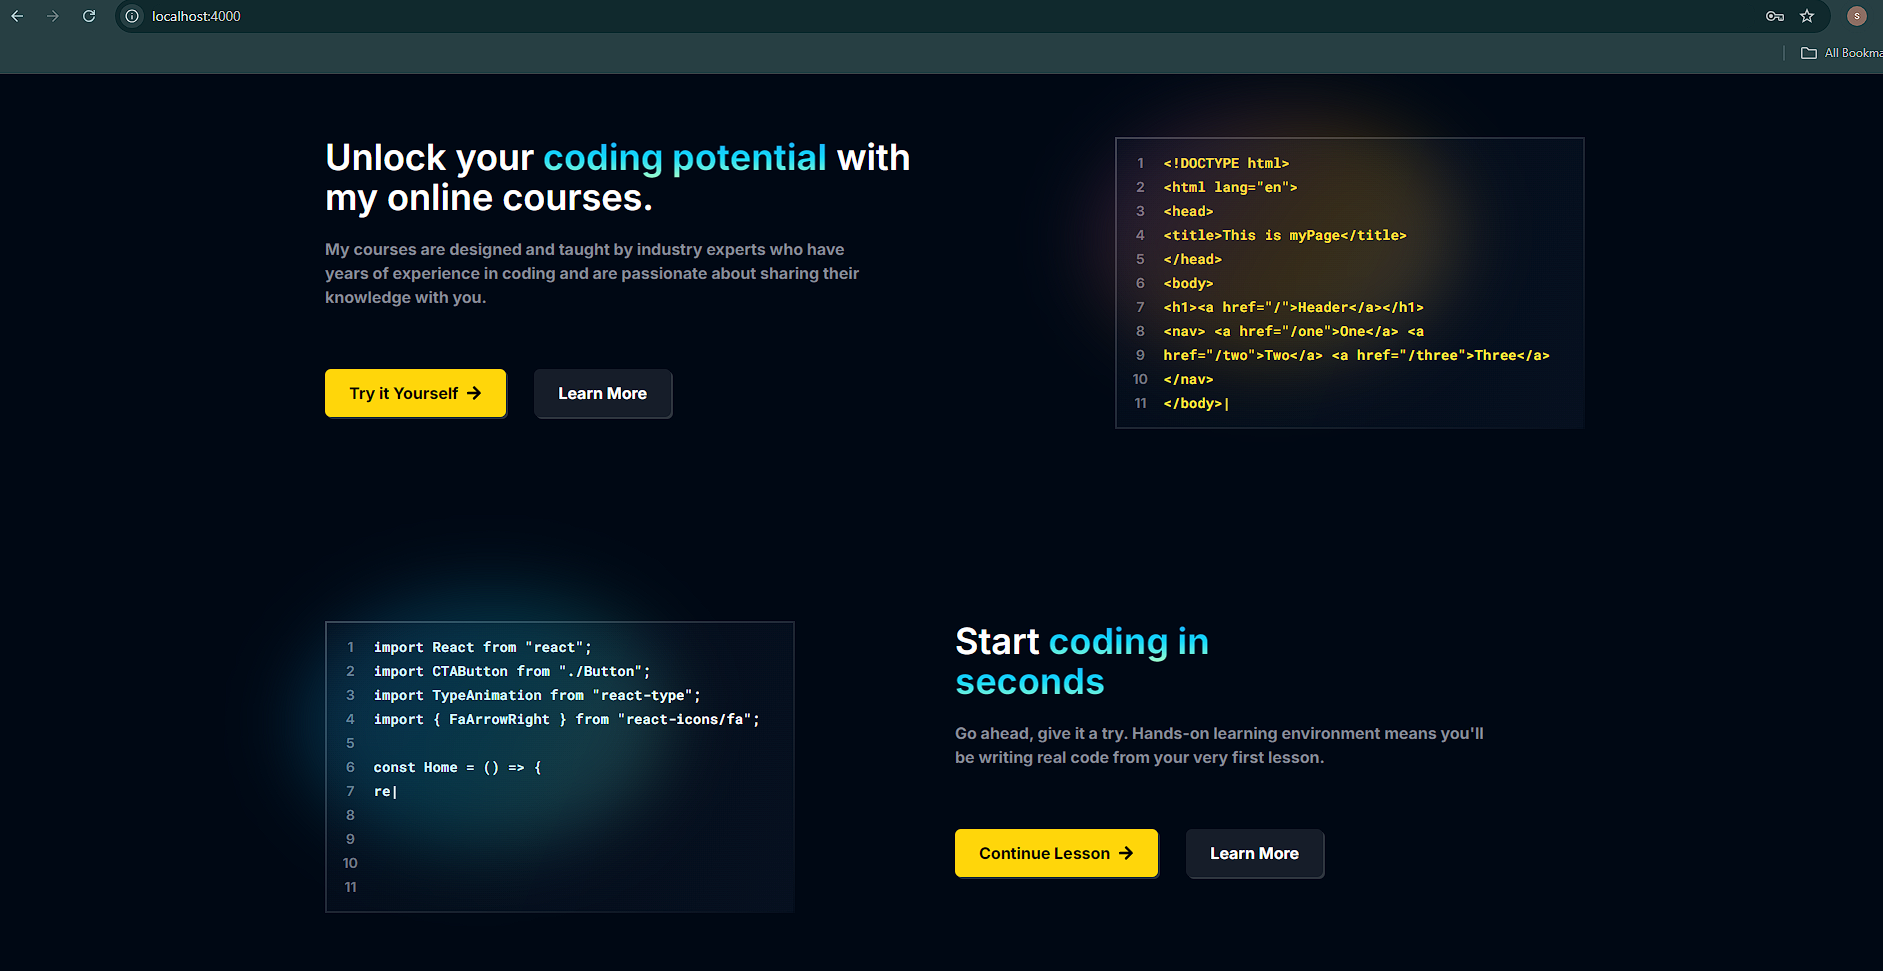 localhost:4000
s
All Bookma
Unlock your coding potential with
my online courses.
My courses are designed and taught by industry experts who have
years of experience in coding and are passionate about sharing their
knowledge with you.
Try it Yourself
Learn More
1 <!DOCTYPE html>
2 <html lang="en">
3 <head>
4 <title>This is myPage</title>
5 </head>
6 <body>
7 <h1><a href="/">Header</a></h1>
8 <nav> <a href="/one">One</a> <a
9 href="/two">Two</a> <a href="/three">Three</a>
10 </nav>
11 </body>|
1 import React from "react";
2 import CTAButton from "./Button";
3 import TypeAnimation from "react-type";
4 import { FaArrowRight } from "react-icons/fa";
5
6 const Home = () => {
7 re|
8
9
10
11
Start coding in
seconds
Go ahead, give it a try. Hands-on learning environment means you'll
be writing real code from your very first lesson.
Continue Lesson
Learn More